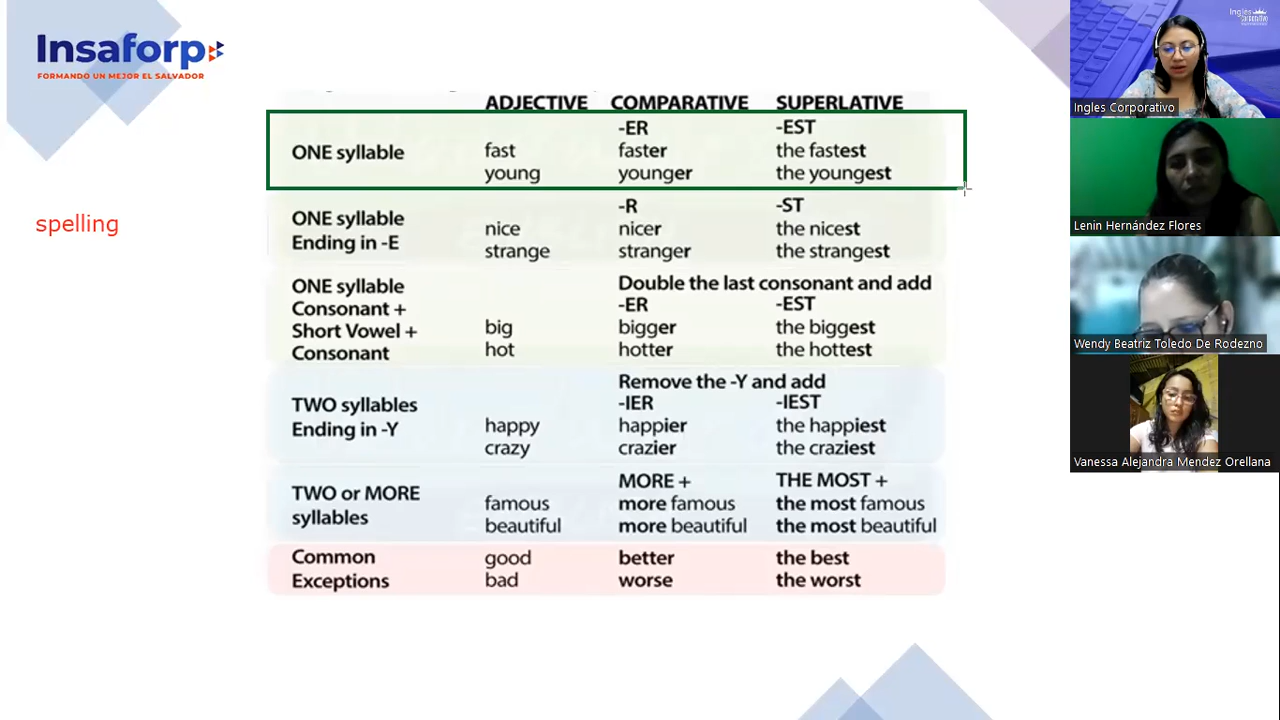 Insaforp
FORMANDO UN MEJOR EL SALVADOR
ADJECTIVE COMPARATIVE SUPERLATIVE
-ER -EST
ONE syllable fast faster the fastest
young younger the youngest
spelling
-R -ST
ONE syllable
Ending in -E
nice nicer the nicest
strange stranger the strangest
ONE syllable
Consonant +
Short Vowel +
Consonant
Double the last consonant and add
-ER -EST
big bigger the biggest
hot hotter the hottest
Remove the -Y and add
TWO syllables
Ending in -Y
-IER -IEST
happy happier the happiest
crazy crazier the craziest
TWO or MORE
syllables
MORE + THE MOST +
famous more famous the most famous
beautiful more beautiful the most beautiful
Common
Exceptions
good better the best
bad worse the worst
Ingles Corporativo
Lenin Hernández Flores
Wendy Beatriz Toledo De Rodezno
Vanessa Alejandra Mendez Orellana